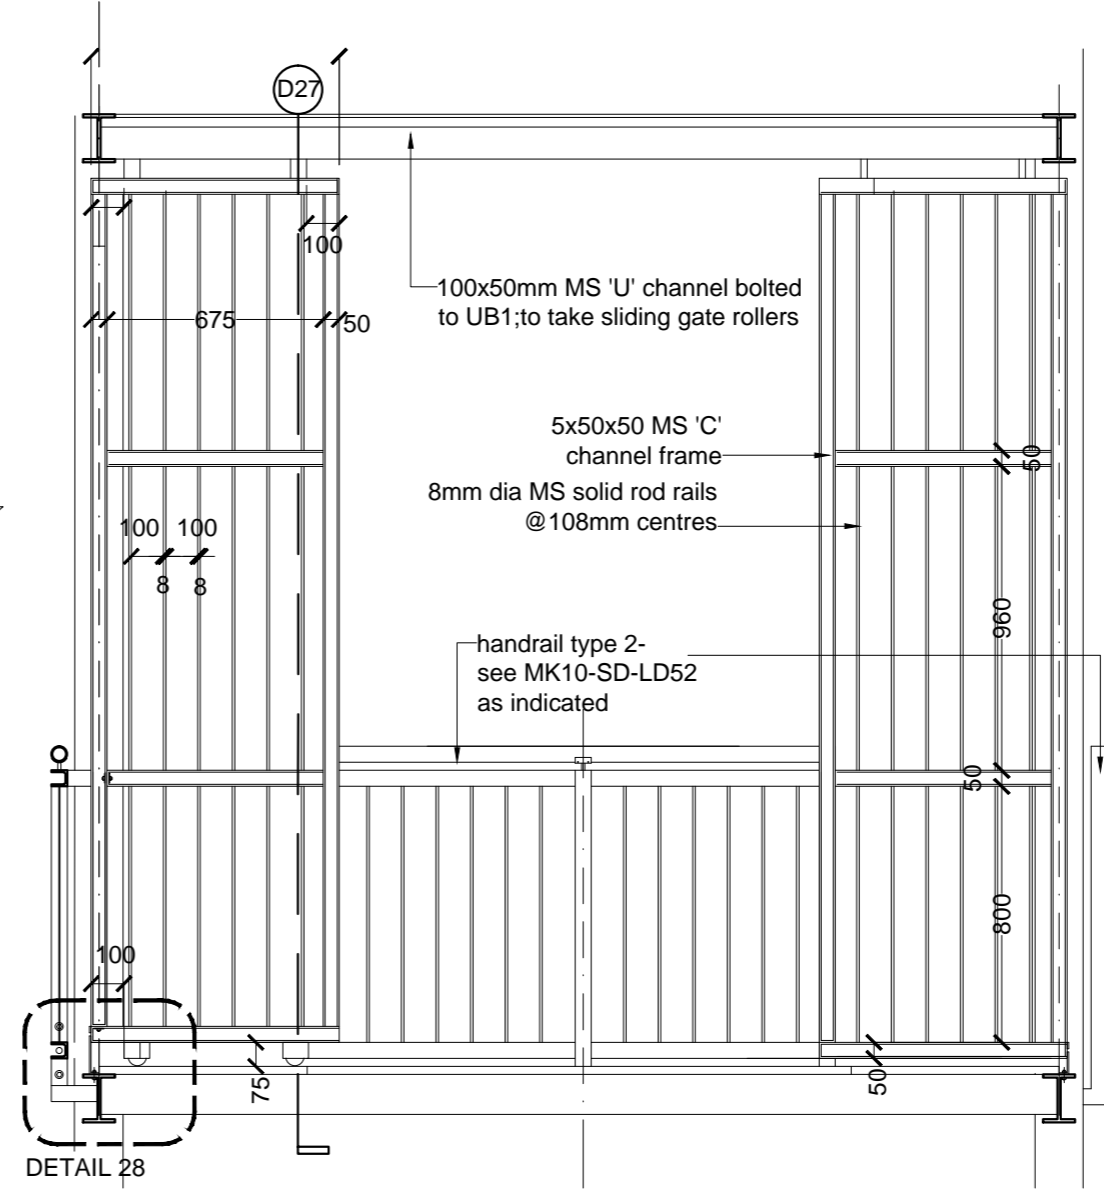 D27
100
100x50mm MS 'U' channel bolted
to UB1;to take sliding gate rollers
675
50
5x50x50 MS 'C'
channel frame
50
8mm dia MS solid rod rails
@108mm centres
100 100
8 8
960
handrail type 2-
see MK10-SD-LD52
as indicated
50
800
100
75
50
DETAIL 28